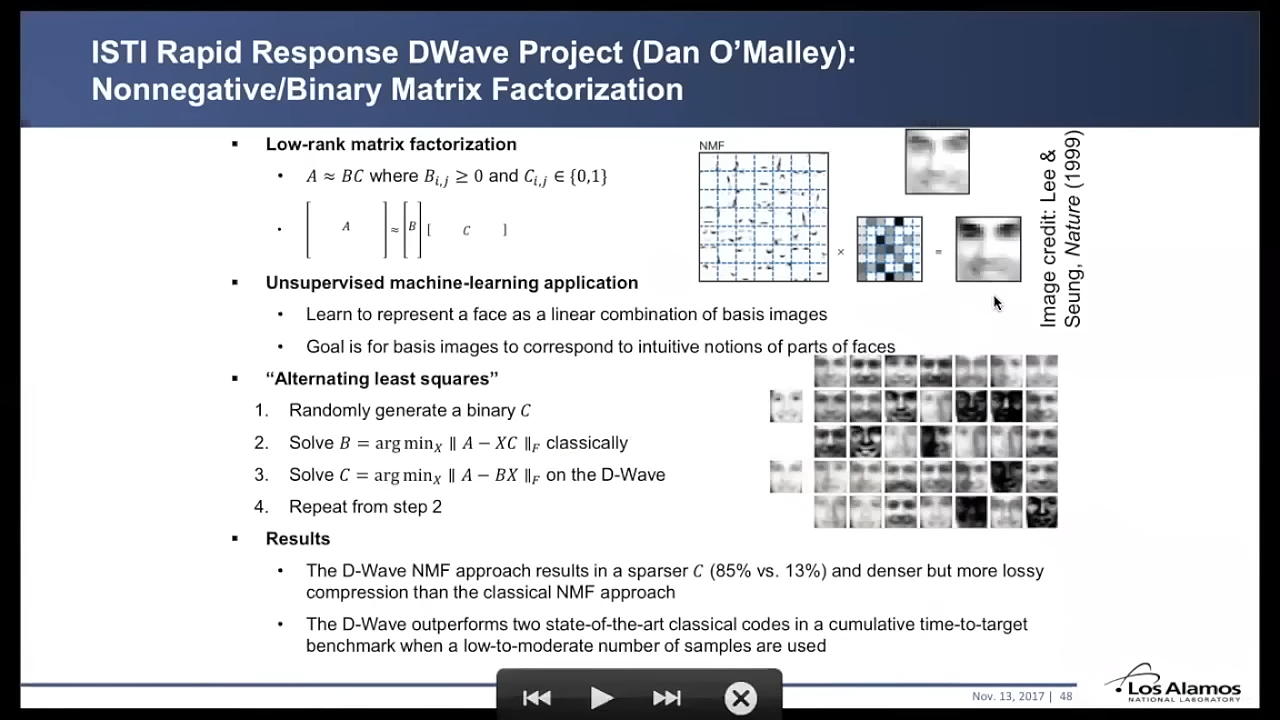 ISTI Rapid Response DWave Project (Dan O'Malley):
Nonnegative/Binary Matrix Factorization
▪ Low-rank matrix factorization
• A ≈ BC where B_{i,j} ≥ 0 and C_{i,j} ∈ {0,1}
• [ A ] ≈ [B] [ C ]
NMF
× =
Image credit: Lee &
Seung, Nature (1999)
▪ Unsupervised machine-learning application
• Learn to represent a face as a linear combination of basis images
• Goal is for basis images to correspond to intuitive notions of parts of faces
▪ “Alternating least squares”
1. Randomly generate a binary C
2. Solve B = arg min_X ‖ A − XC ‖_F classically
3. Solve C = arg min_X ‖ A − BX ‖_F on the D-Wave
4. Repeat from step 2
▪ Results
• The D-Wave NMF approach results in a sparser C (85% vs. 13%) and denser but more lossy
compression than the classical NMF approach
• The D-Wave outperforms two state-of-the-art classical codes in a cumulative time-to-target
benchmark when a low-to-moderate number of samples are used
Nov. 13, 2017 | 48
Los Alamos
NATIONAL LABORATORY